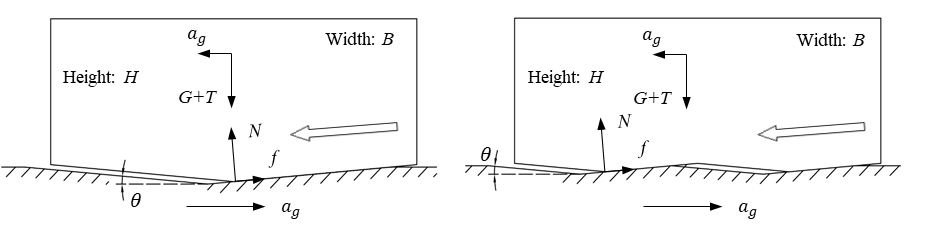 a_g
Width: B
Height: H
G+T
N
f
θ
a_g
a_g
Width: B
Height: H
G+T
N
f
θ
a_g